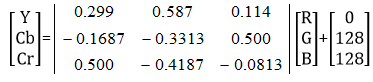 [Y Cb Cr] = | 0.299 0.587 0.114 | [R G B] + [0 128 128]
| − 0.1687 − 0.3313 0.500 |
| 0.500 − 0.4187 − 0.0813 |